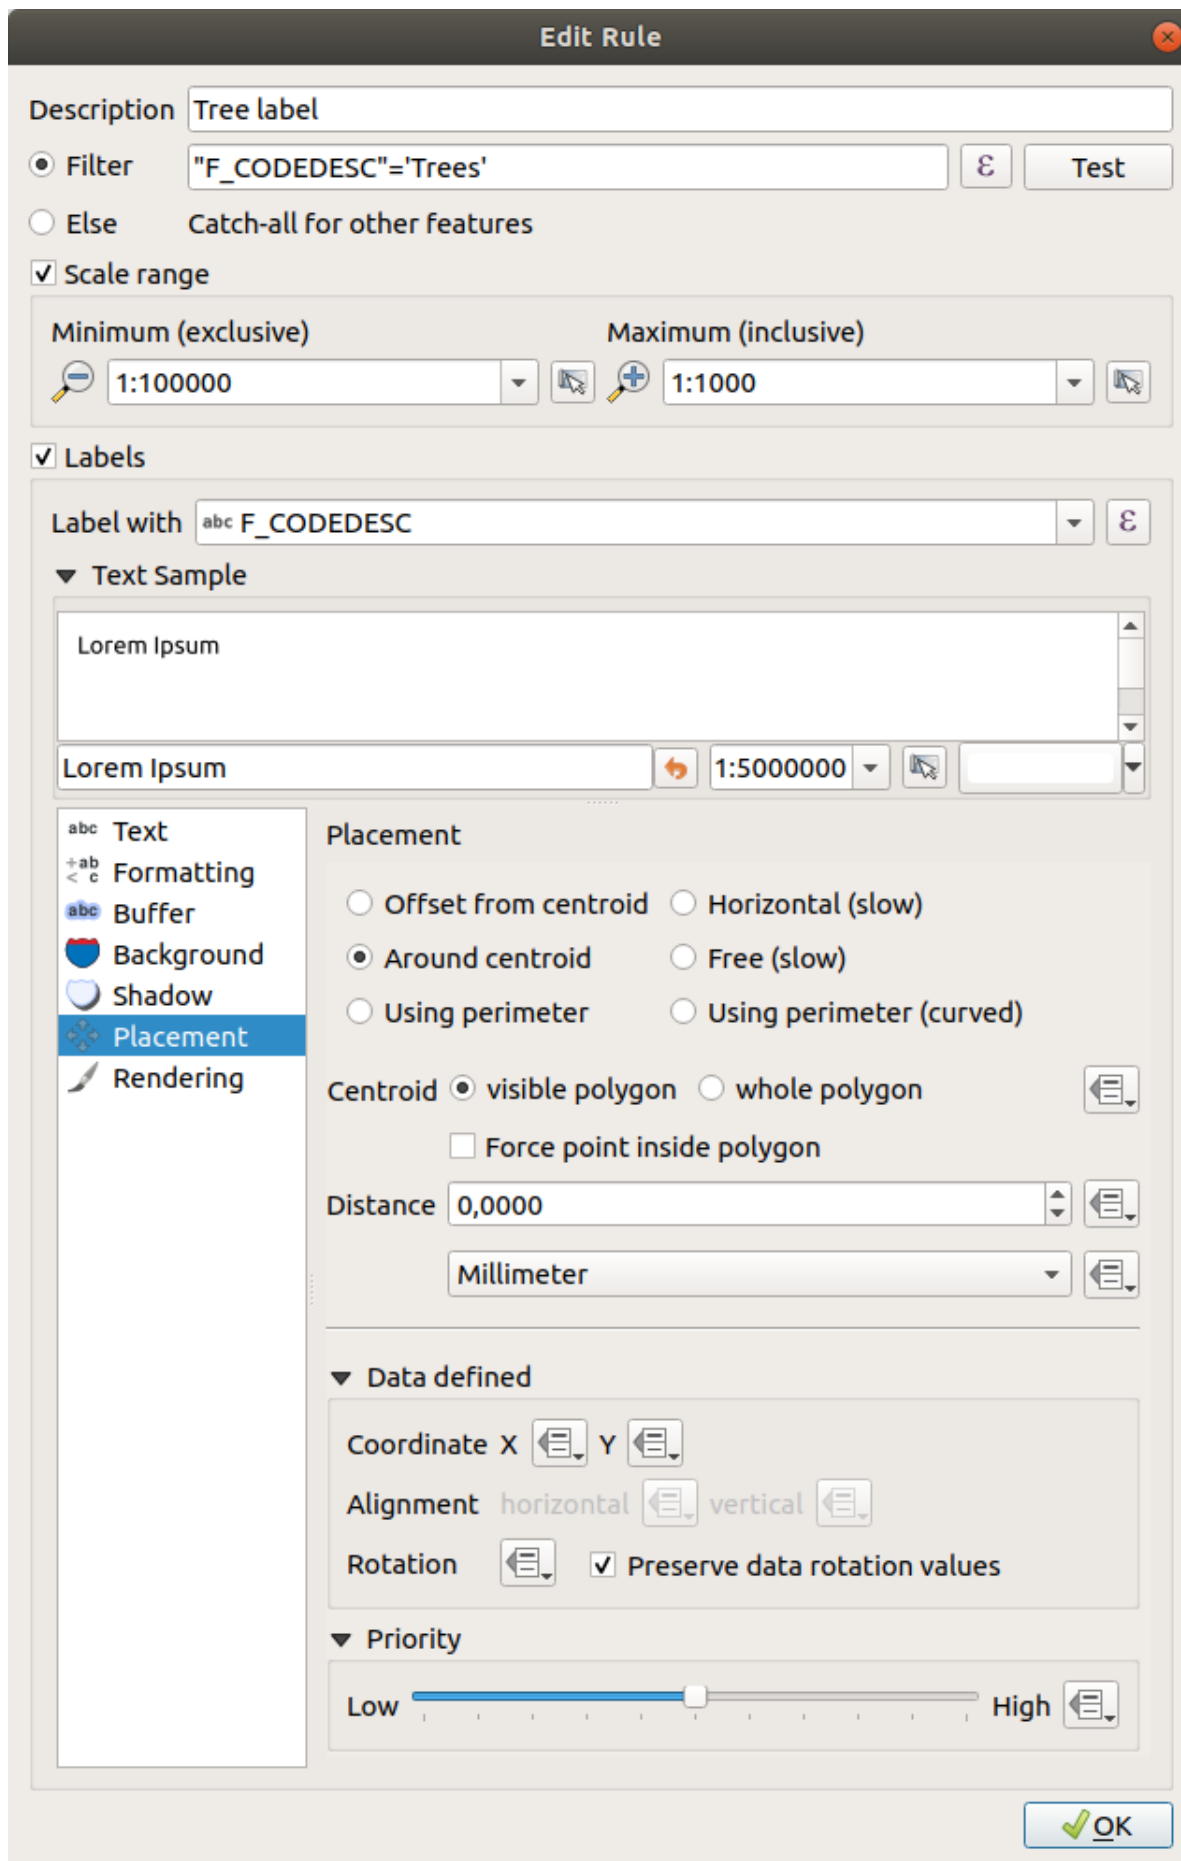 Edit Rule
Description Tree label
Filter "F_CODEDESC"='Trees' ε Test
Else Catch-all for other features
Scale range
Minimum (exclusive) Maximum (inclusive)
1:100000 1:1000
Labels
Label with abc F_CODEDESC ε
Text Sample
Lorem Ipsum
Lorem Ipsum 1:5000000
abc Text
+ab
< c Formatting
abc Buffer
Background
Shadow
Placement
Rendering
Placement
Offset from centroid Horizontal (slow)
Around centroid Free (slow)
Using perimeter Using perimeter (curved)
Centroid visible polygon whole polygon
Force point inside polygon
Distance 0,0000
Millimeter
Data defined
Coordinate X Y
Alignment horizontal vertical
Rotation Preserve data rotation values
Priority
Low High
OK